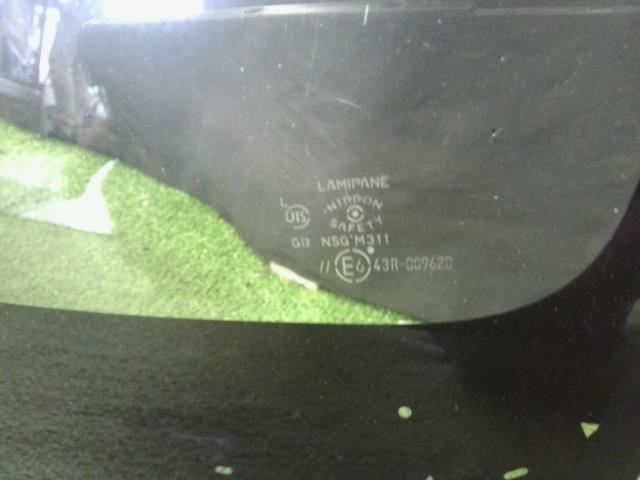 LAMIPANE
L
JIS
NIPPON
SAFETY
GB NSG M311
// E6 43R-009620